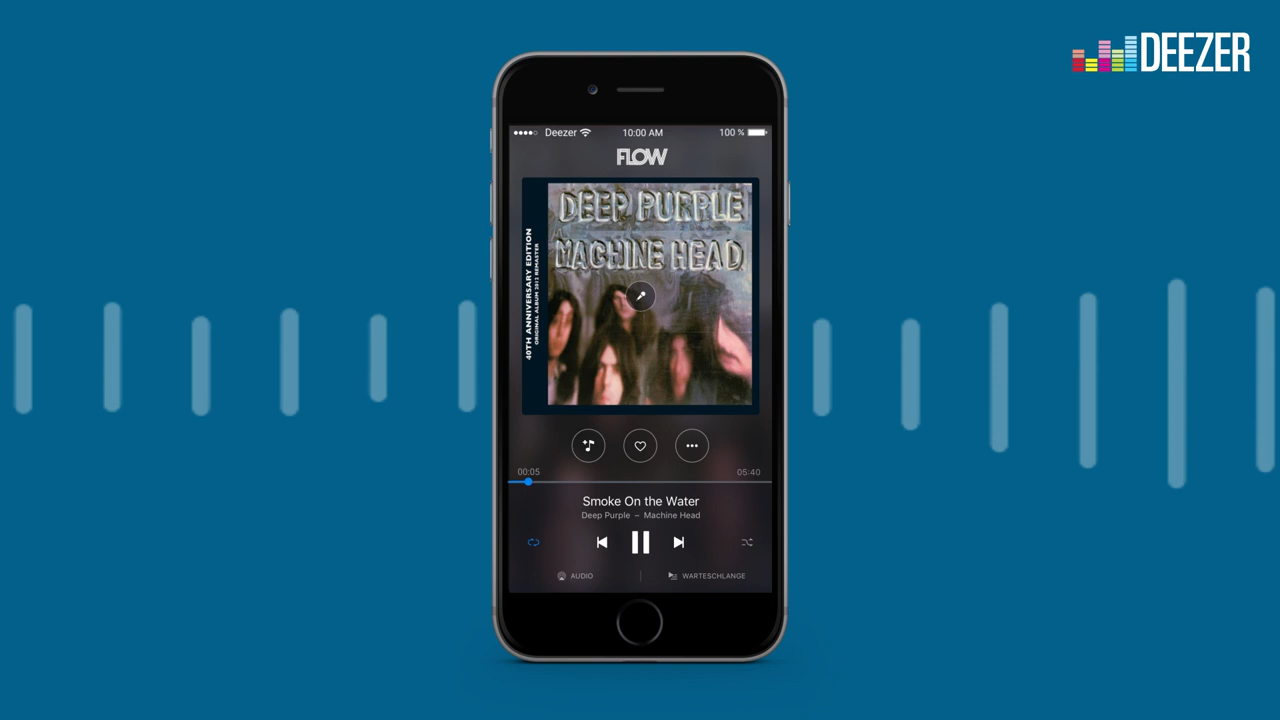 DEEZER
Deezer 10:00 AM 100 %
FLOW
DEEP PURPLE
MACHINE HEAD
40TH ANNIVERSARY EDITION
ORIGINAL ALBUM 2012 REMASTER
00:05 05:40
Smoke On the Water
Deep Purple – Machine Head
AUDIO WARTESCHLANGE